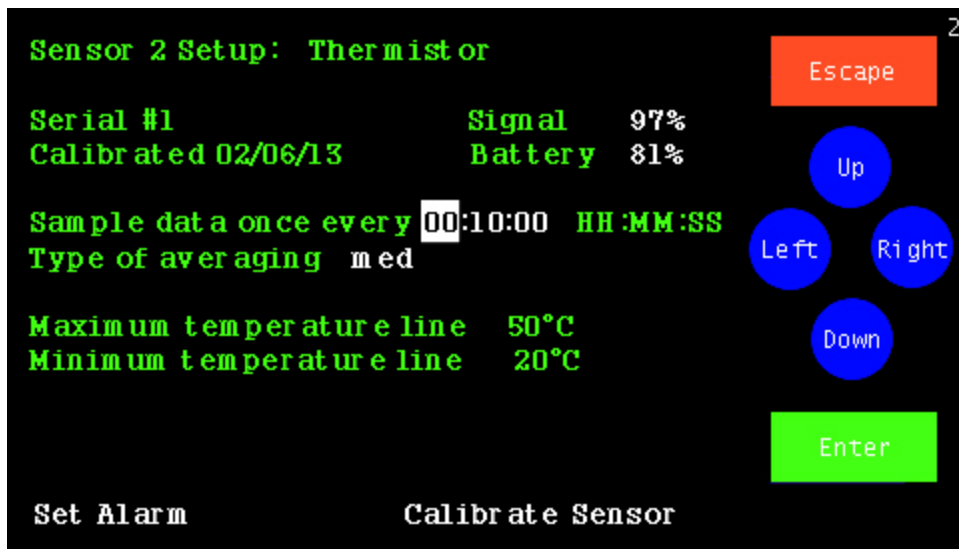 2
Sensor 2 Setup: Thermistor
Escape
Serial #1 Signal 97%
Calibrated 02/06/13 Battery 81%
Up
Sample data once every 00:10:00 HH:MM:SS
Type of averaging med
Left Right
Maximum temperature line 50°C
Minimum temperature line 20°C
Down
Enter
Set Alarm Calibrate Sensor